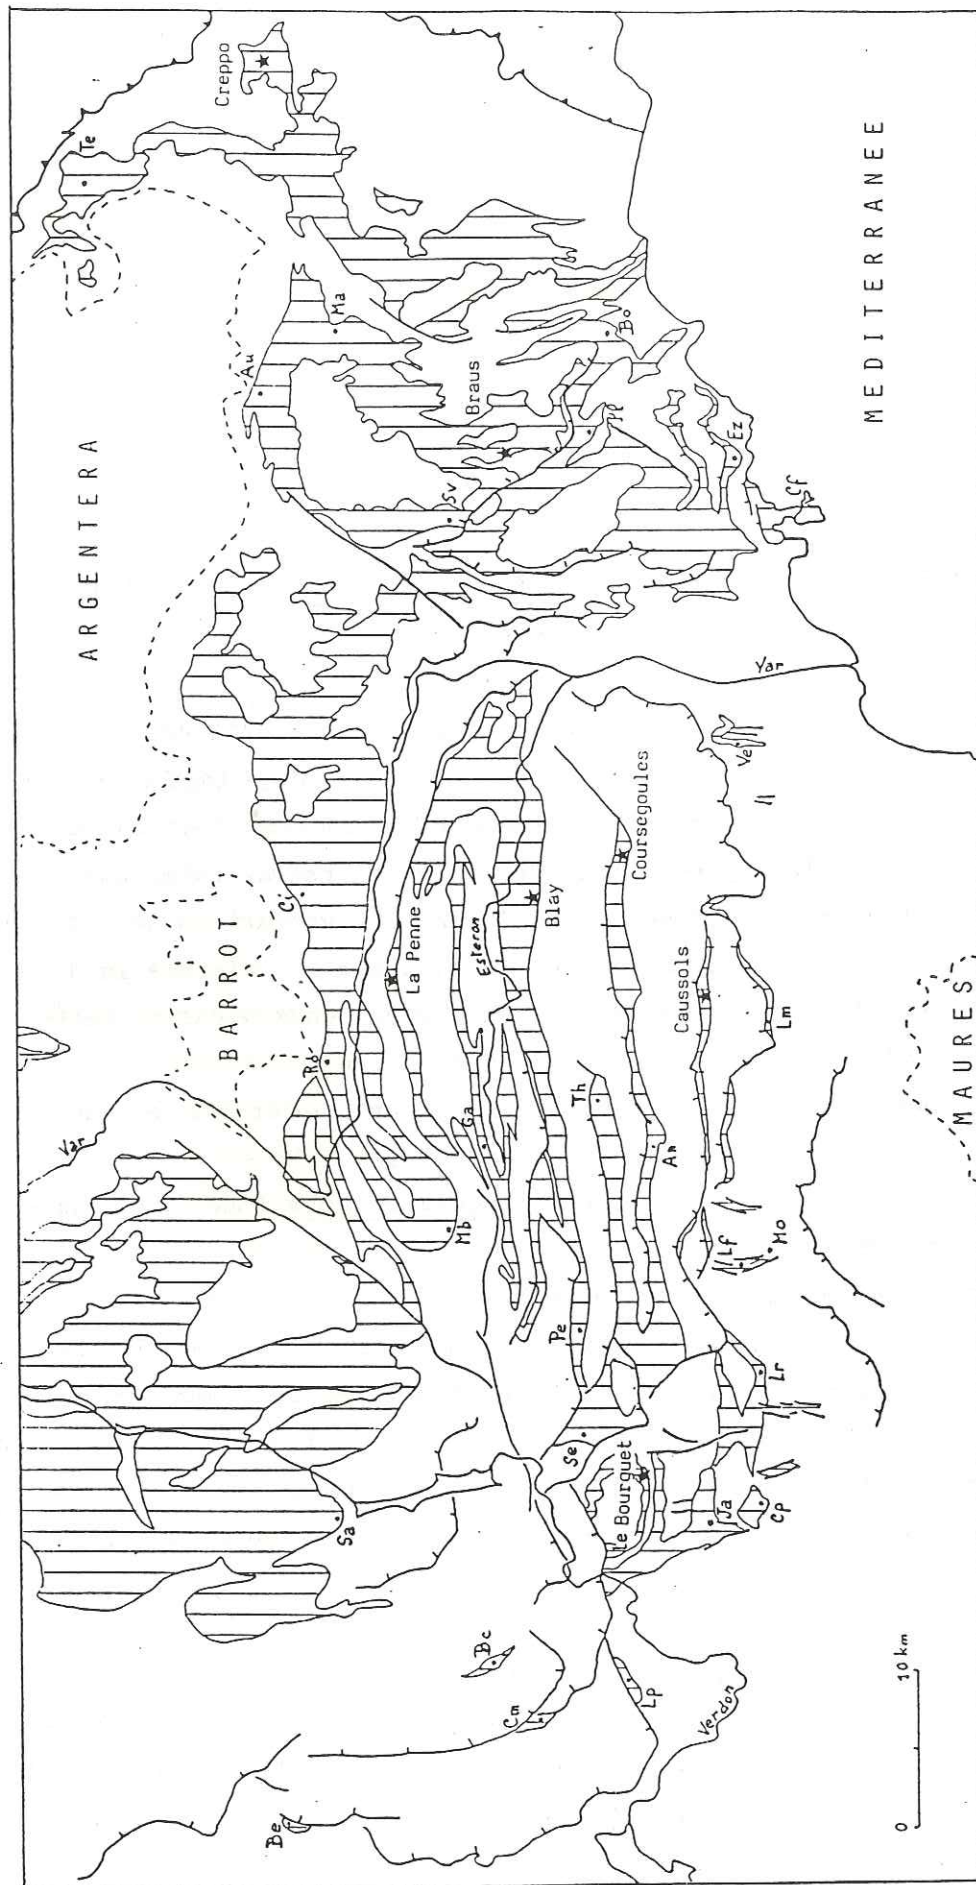 Creppo
Te
Ma
Au
Bo
Braus
Pl
Ez
Sv
Cf
MEDITERRANEE
ARGENTERA
Var
Ve
Coursegoules
Ci
Blay
Esteron
La Penne
Caussols
BARROT
Lm
Ro
Th
Ga
An
MAURES
Var
Mb
Lf
Mo
Pe
Lr
Se
le Bourguet
Ja
Cp
Sa
Bc
Cm
Lp
Verdon
Be
0 10 km